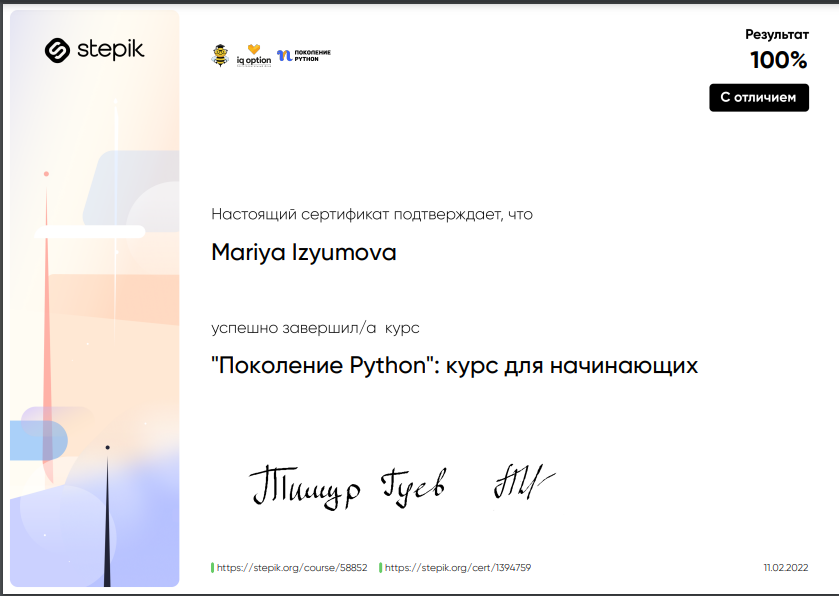 stepik
iq option
ПОКОЛЕНИЕ
PYTHON
Результат
100%
С отличием
Настоящий сертификат подтверждает, что
Mariya Izyumova
успешно завершил/а курс
"Поколение Python": курс для начинающих
Тимур Гуев
https://stepik.org/course/58852 https://stepik.org/cert/1394759
11.02.2022